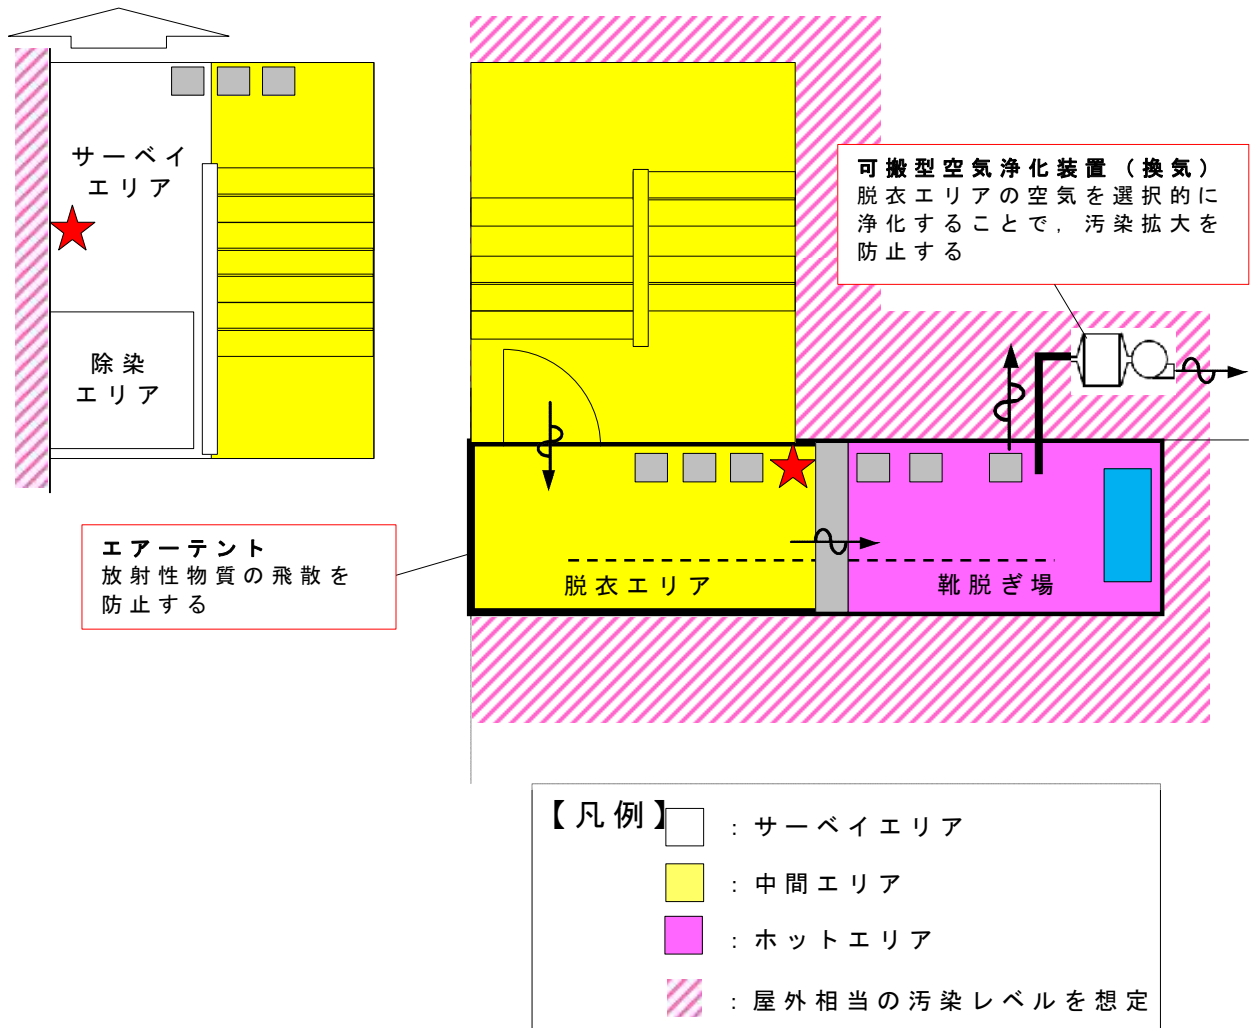 サーベイ
エリア
除染
エリア
可搬型空気浄化装置（換気）
脱衣エリアの空気を選択的に
浄化することで，汚染拡大を
防止する
エアーテント
放射性物質の飛散を
防止する
脱衣エリア
靴脱ぎ場
【凡例】
：サーベイエリア
：中間エリア
：ホットエリア
：屋外相当の汚染レベルを想定